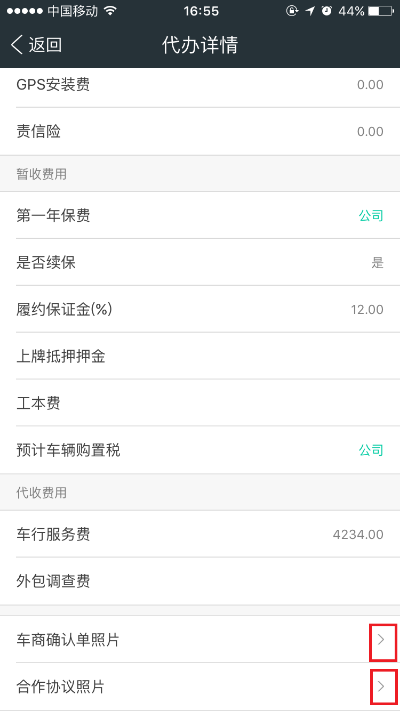 中国移动 16:55 44%
返回 代办详情
GPS安装费 0.00
责信险 0.00
暂收费用
第一年保费 公司
是否续保 是
履约保证金(%) 12.00
上牌抵押押金
工本费
预计车辆购置税 公司
代收费用
车行服务费 4234.00
外包调查费
车商确认单照片
合作协议照片